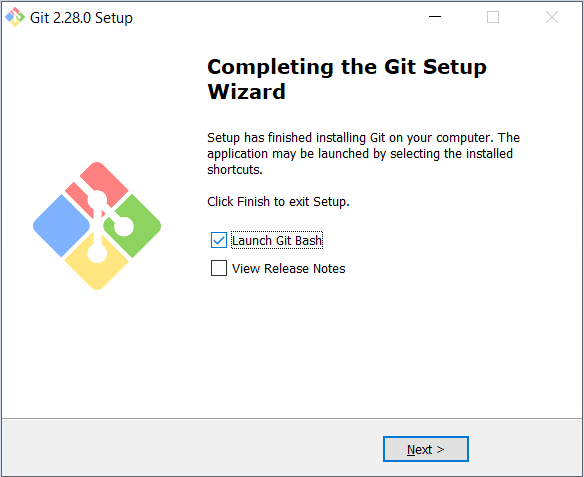 Git 2.28.0 Setup
Completing the Git Setup
Wizard
Setup has finished installing Git on your computer. The
application may be launched by selecting the installed
shortcuts.
Click Finish to exit Setup.
Launch Git Bash
View Release Notes
Next >